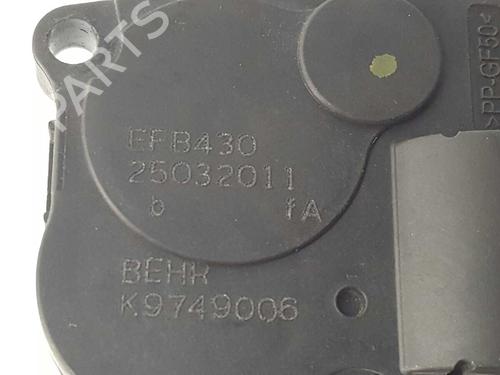 PARTS
EFB430
25032011
b fA
BEHR
K9749006
>PP-GF50<